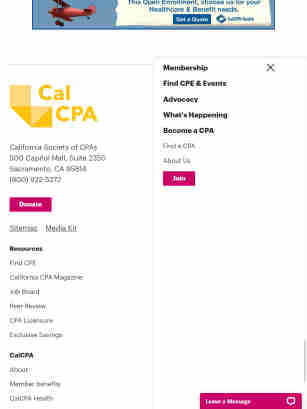 This Open Enrollment, choose us for your
Healthcare & Benefit needs.
Get a Quote
CalCPA Health
Cal
CPA
California Society of CPAs
500 Capitol Mall, Suite 2350
Sacramento, CA 95814
(800) 922-5272
Donate
Sitemap Media Kit
Resources
Find CPE
California CPA Magazine
Job Board
Peer Review
CPA Licensure
Exclusive Savings
CalCPA
About
Member benefits
CalCPA Health
Membership
Find CPE & Events
Advocacy
What's Happening
Become a CPA
Find a CPA
About Us
Join
Leave a Message